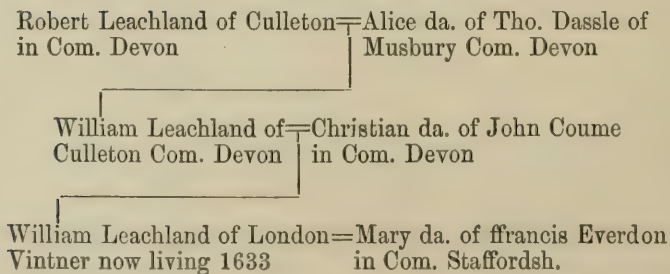 Robert Leachland of Culleton=Alice da. of Tho. Dassle of
in Com. Devon Musbury Com. Devon
William Leachland of=Christian da. of John Coume
Culleton Com. Devon in Com. Devon
William Leachland of London=Mary da. of ffrancis Everdon
Vintner now living 1633 in Com. Staffordsh.